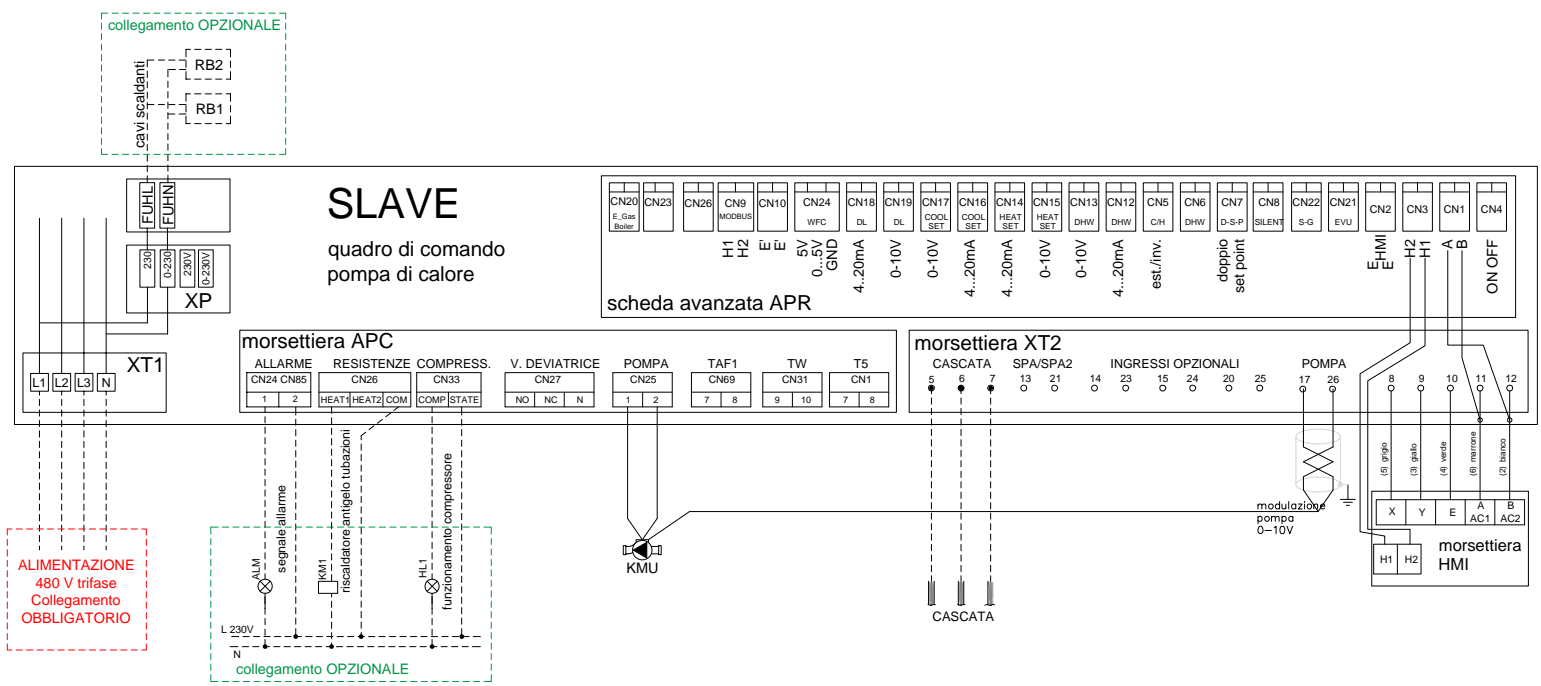 collegamento OPZIONALE
cavi scaldanti
RB2
RB1
FUHL
FUHN
230
0-230
230V
0-230V
XP
SLAVE
quadro di comando
pompa di calore
CN20
E_Gas
Boiler
CN23
CN26
CN9
MODBUS
CN10
CN24
WFC
CN18
DL
CN19
DL
CN17
COOL
SET
CN16
COOL
SET
CN14
HEAT
SET
CN15
HEAT
SET
CN13
DHW
CN12
DHW
CN5
C/H
CN6
DHW
CN7
D-S-P
CN8
SILENT
CN22
S-G
CN21
EVU
CN2
CN3
CN1
CN4
H1
H2
E
E
5V
0...5V
GND
4...20mA
0-10V
0-10V
4...20mA
4...20mA
0-10V
0-10V
4...20mA
est./inv.
doppio
set point
E
HMI
E
H2
H1
A
B
ON OFF
scheda avanzata APR
XT1
L1 L2 L3 N
morsettiera APC
ALLARME RESISTENZE COMPRESS. V. DEVIATRICE POMPA TAF1 TW T5
CN24 CN85 CN26 CN33 CN27 CN25 CN69 CN31 CN1
1 2 HEAT1 HEAT2 COM COMP STATE NO NC N 1 2 7 8 9 10 7 8
morsettiera XT2
CASCATA SPA/SPA2 INGRESSI OPZIONALI POMPA
5 6 7 13 21 14 23 15 24 20 25 17 26 8 9 10 11 12
(5) grigio
(3) giallo
(4) verde
(6) marrone
(2) bianco
modulazione
pompa
0-10V
X Y E A B
AC1 AC2
H1 H2
morsettiera
HMI
ALIMENTAZIONE
480 V trifase
Collegamento
OBBLIGATORIO
ALM
segnale allarme
KM1
riscaldatore antigelo tubazioni
HL1
funzionamento compressore
L 230V
N
collegamento OPZIONALE
KMU
CASCATA